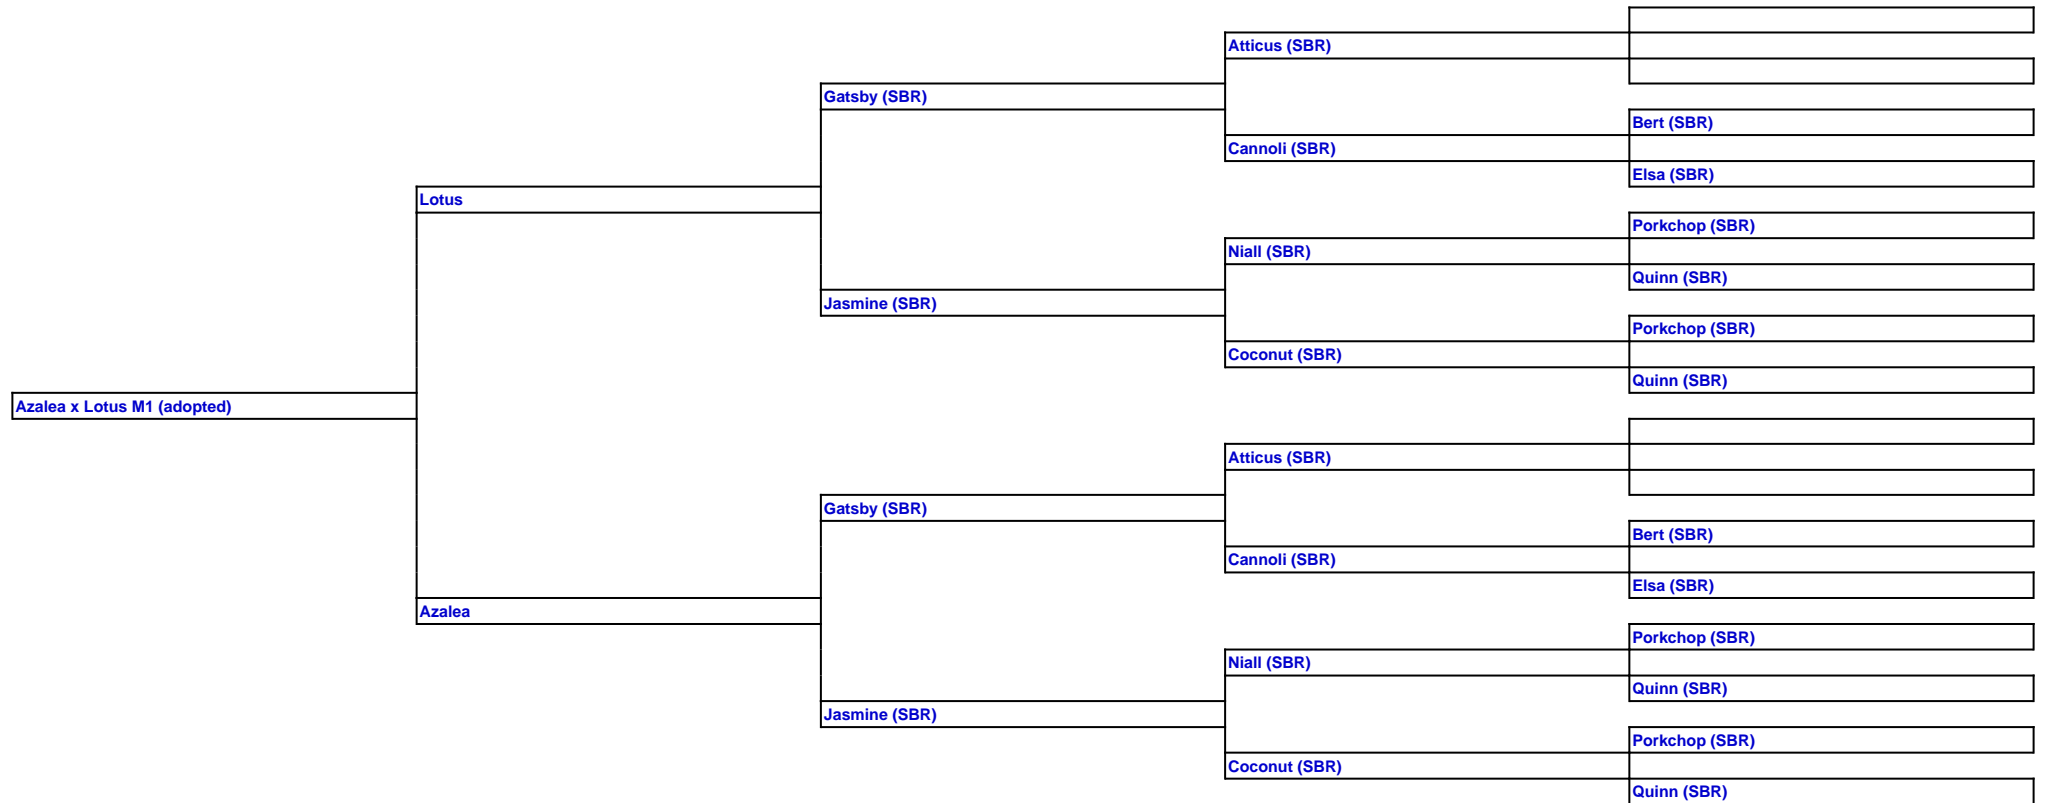 Atticus (SBR)
Gatsby (SBR)
Bert (SBR)
Cannoli (SBR)
Elsa (SBR)
Lotus
Porkchop (SBR)
Niall (SBR)
Quinn (SBR)
Jasmine (SBR)
Porkchop (SBR)
Coconut (SBR)
Quinn (SBR)
Azalea x Lotus M1 (adopted)
Atticus (SBR)
Gatsby (SBR)
Bert (SBR)
Cannoli (SBR)
Elsa (SBR)
Azalea
Porkchop (SBR)
Niall (SBR)
Quinn (SBR)
Jasmine (SBR)
Porkchop (SBR)
Coconut (SBR)
Quinn (SBR)